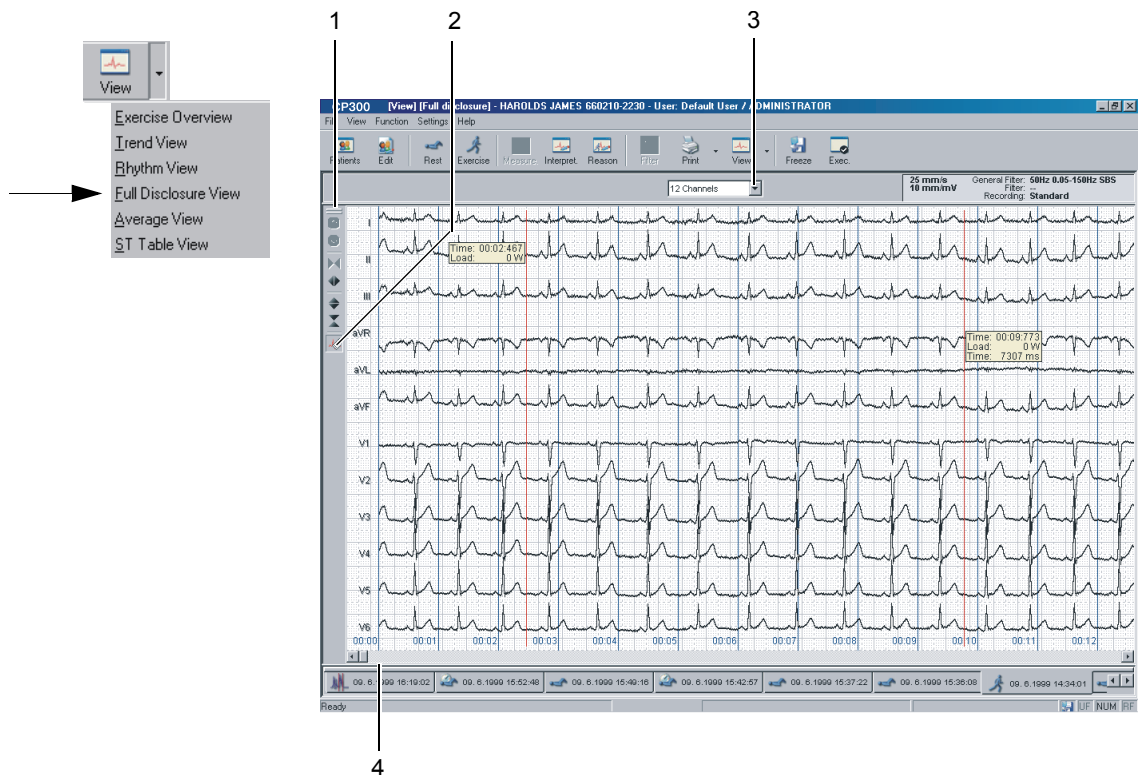 1 2 3
View
Exercise Overview
Trend View
Rhythm View
Full Disclosure View
Average View
ST Table View
CP300 [View] [Full disclosure] - HAROLDS JAMES 660210-2230 - User: Default User / ADMINISTRATOR
File View Function Settings Help
Patients Edit Rest Exercise Measure Interpret. Reason Filter Print View Freeze Exec.
12 Channels
25 mm/s General Filter: 50Hz 0.05-150Hz SBS
10 mm/mV Filter: --
Recording: Standard
I
Time: 00:02:467
Load: 0 W
II
III
aVR
Time: 00:09:773
Load: 0 W
Time: 7307 ms
aVL
aVF
V1
V2
V3
V4
V5
V6
00:00 00:01 00:02 00:03 00:04 00:05 00:06 00:07 00:08 00:09 00:10 00:11 00:12
09. 6.1999 16:19:02 09. 6.1999 15:52:48 09. 6.1999 15:49:16 09. 6.1999 15:42:57 09. 6.1999 15:37:22 09. 6.1999 15:36:08 09. 6.1999 14:34:01
Ready UF NUM RF
4